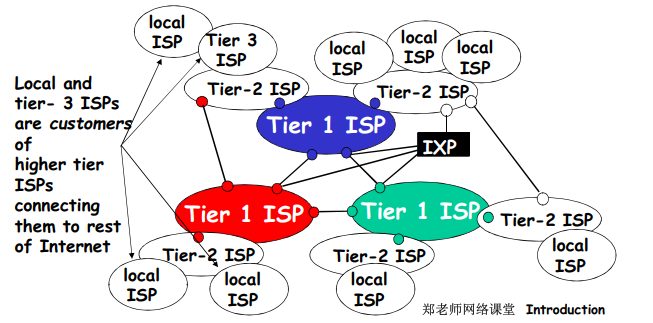 local
ISP
Tier 3
ISP
local
ISP
local
ISP
local
ISP
Tier-2 ISP
Tier-2 ISP
Local and
tier- 3 ISPs
are customers
of
higher tier
ISPs
connecting
them to rest
of Internet
Tier 1 ISP
IXP
Tier 1 ISP
Tier 1 ISP
Tier-2 ISP
Tier-2 ISP
Tier-2 ISP
local
ISP
local
ISP
local
ISP
local
ISP
郑老师网络课堂 Introduction